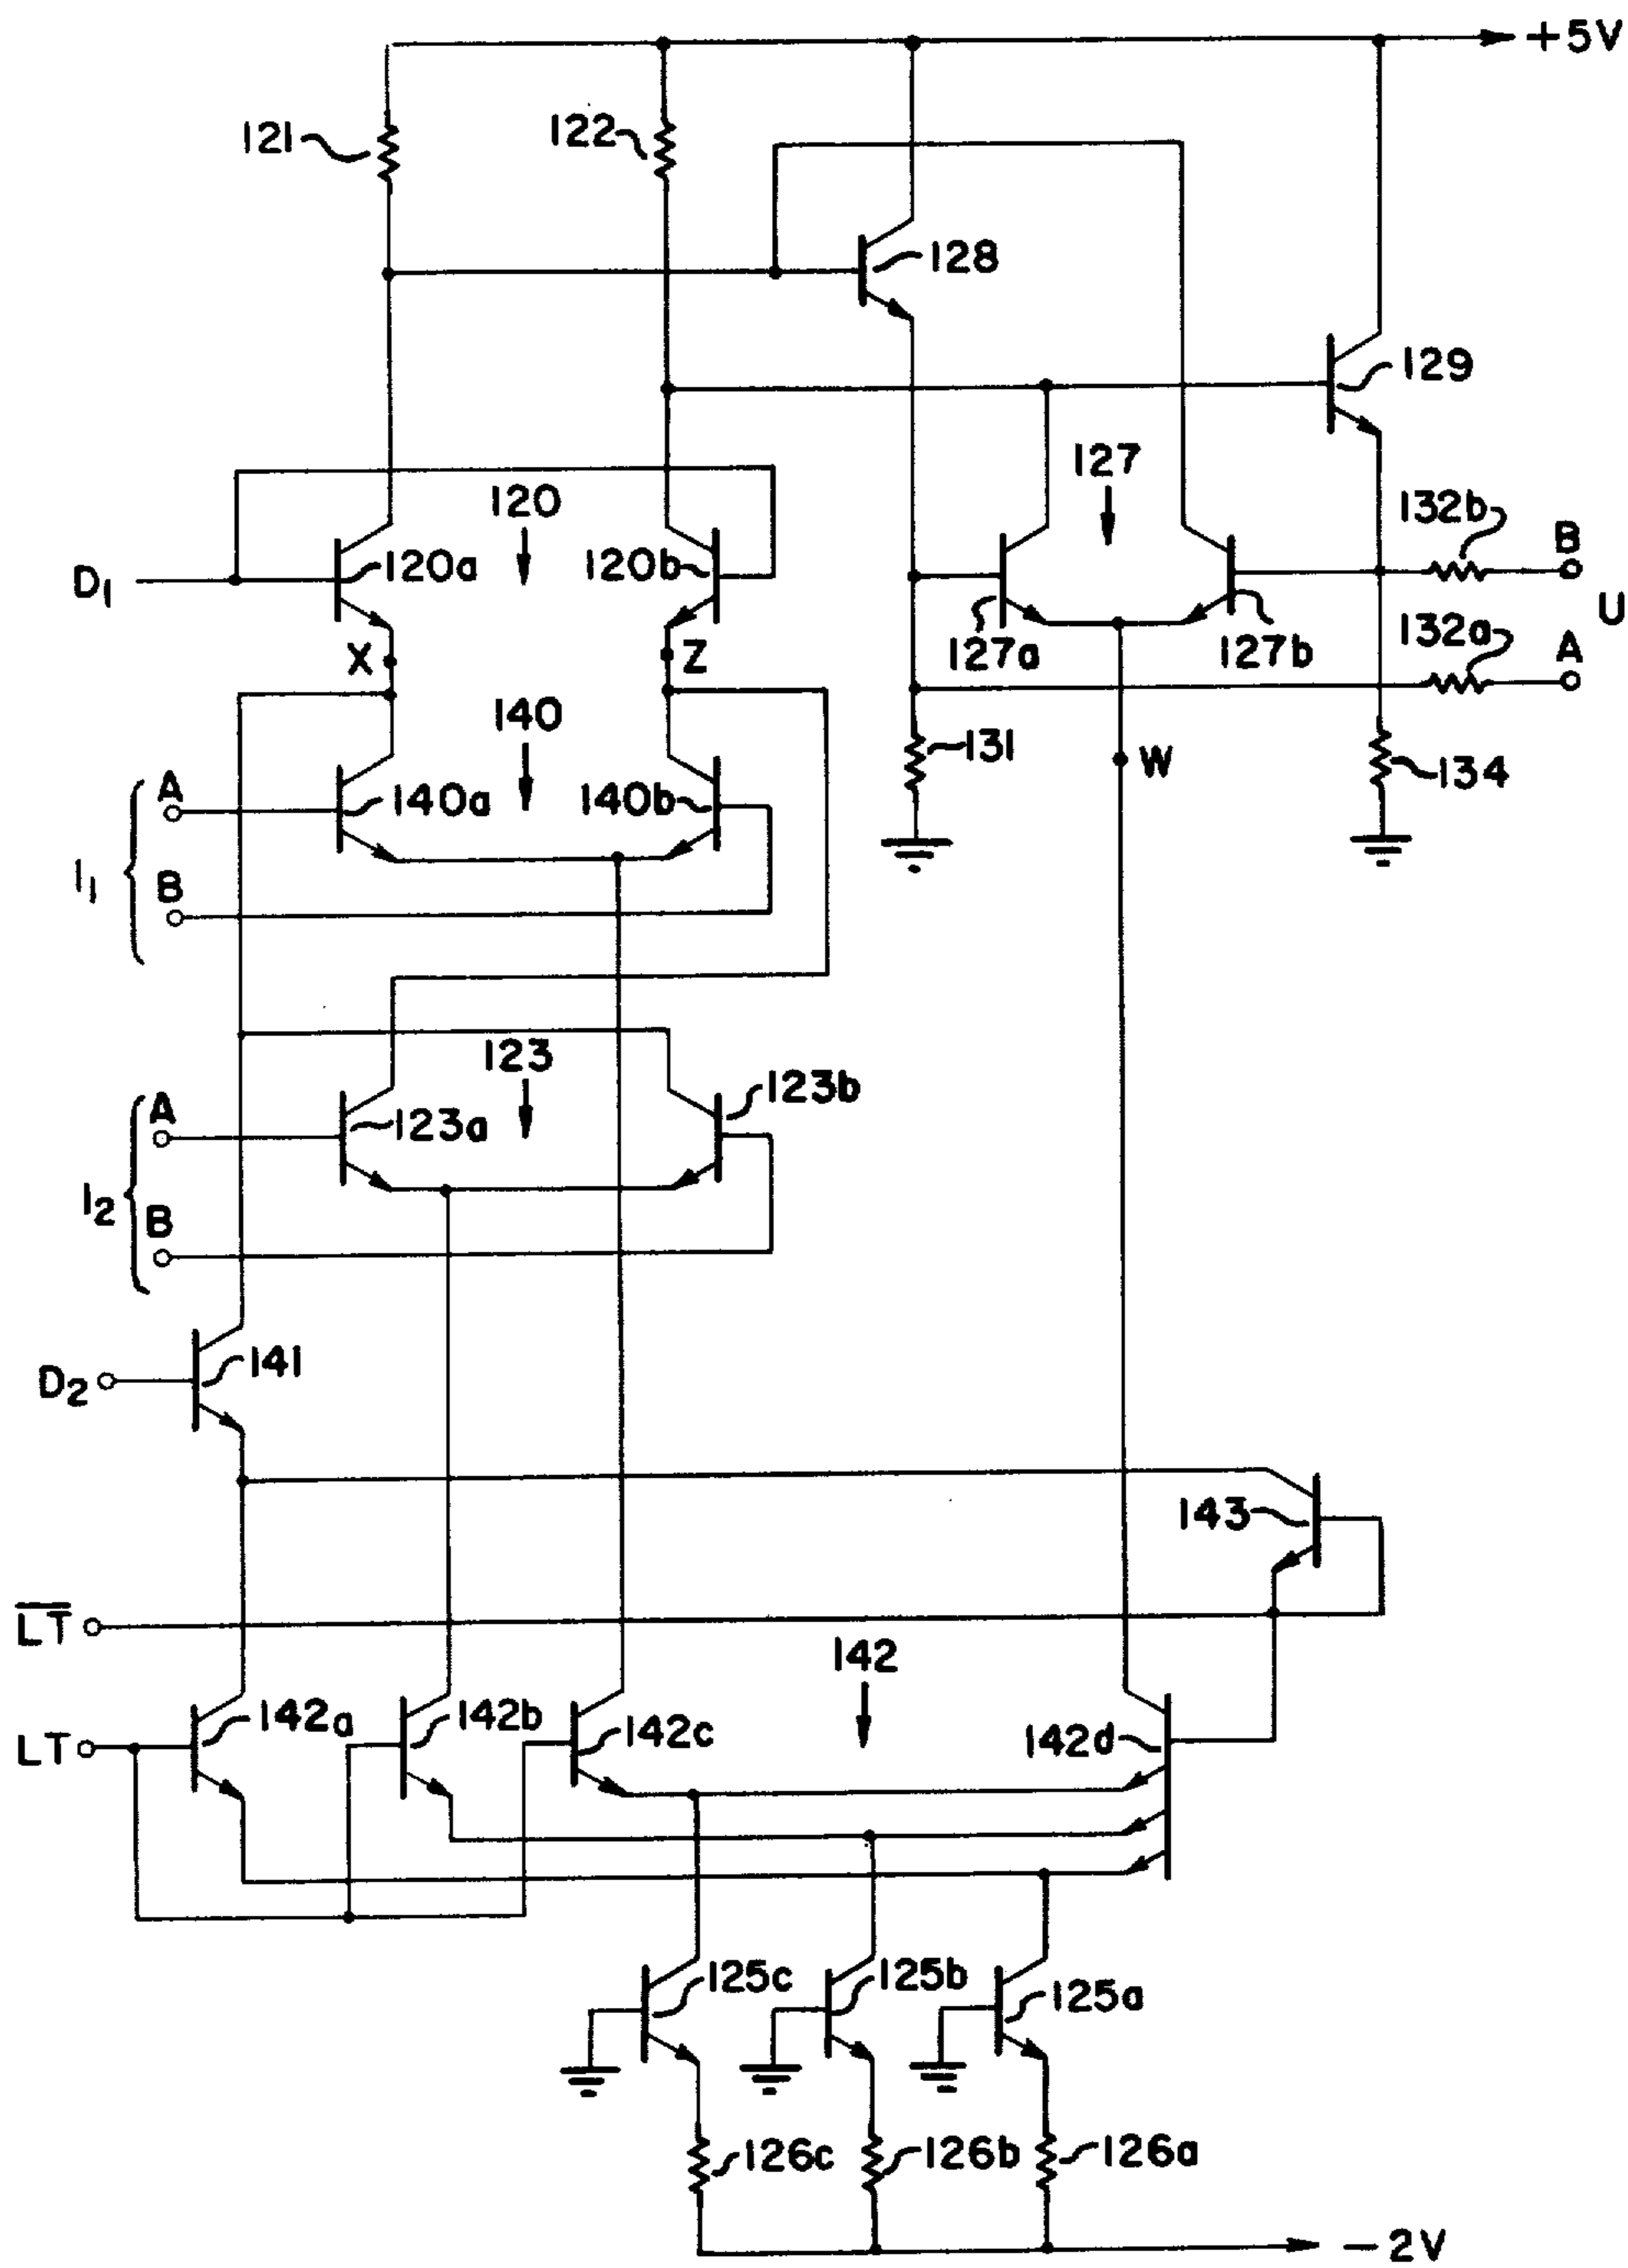 +5V
121
122
128
129
127
132b
B
120
D1
120a
120b
U
132a
A
127a
127b
X
Z
140
131
W
134
A
140a
140b
I1
B
123
123b
A
123a
I2
B
141
D2
143
LT
142
142a
142b
142c
142d
LT
125c
125b
125a
126c
126b
126a
-2V